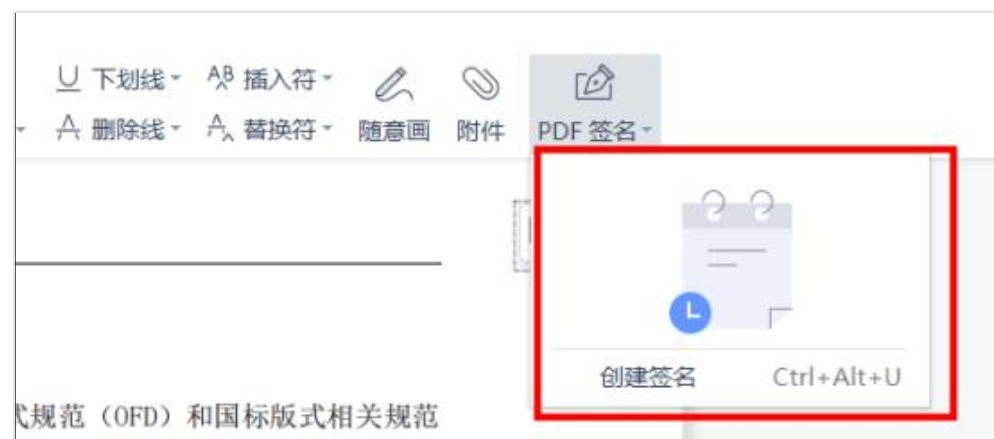 下划线 插入符
删除线 替换符 随意画 附件 PDF 签名
创建签名 Ctrl+Alt+U
式规范（OFD）和国标版式相关规范